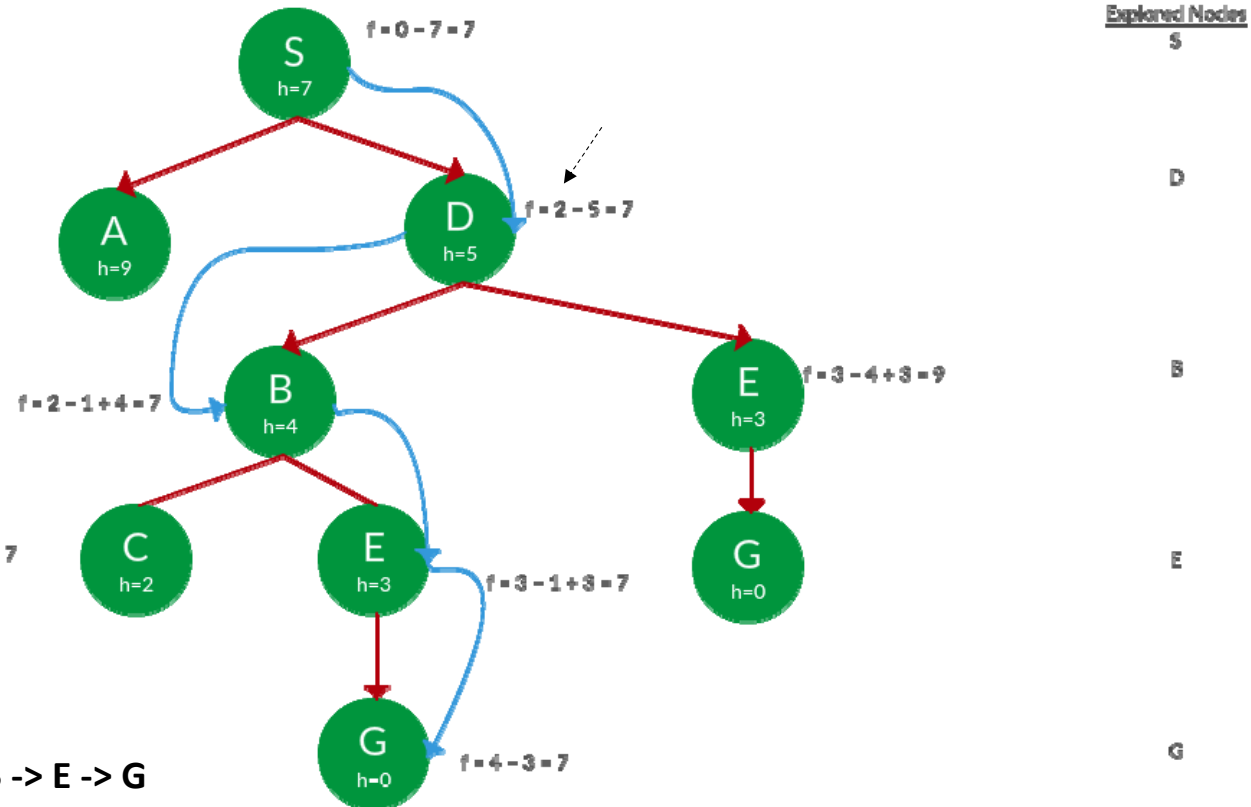 Explored Nodes
S
f = 0 - 7 = 7
S
h=7
D
f = 2 - 5 = 7
D
h=5
A
h=9
B
f = 2 - 1 + 4 = 7
B
h=4
E
h=3
f = 3 - 4 + 3 = 9
7
C
h=2
E
h=3
f = 3 - 1 + 3 = 7
G
h=0
E
G
h=0
f = 4 - 3 = 7
G
-> E -> G